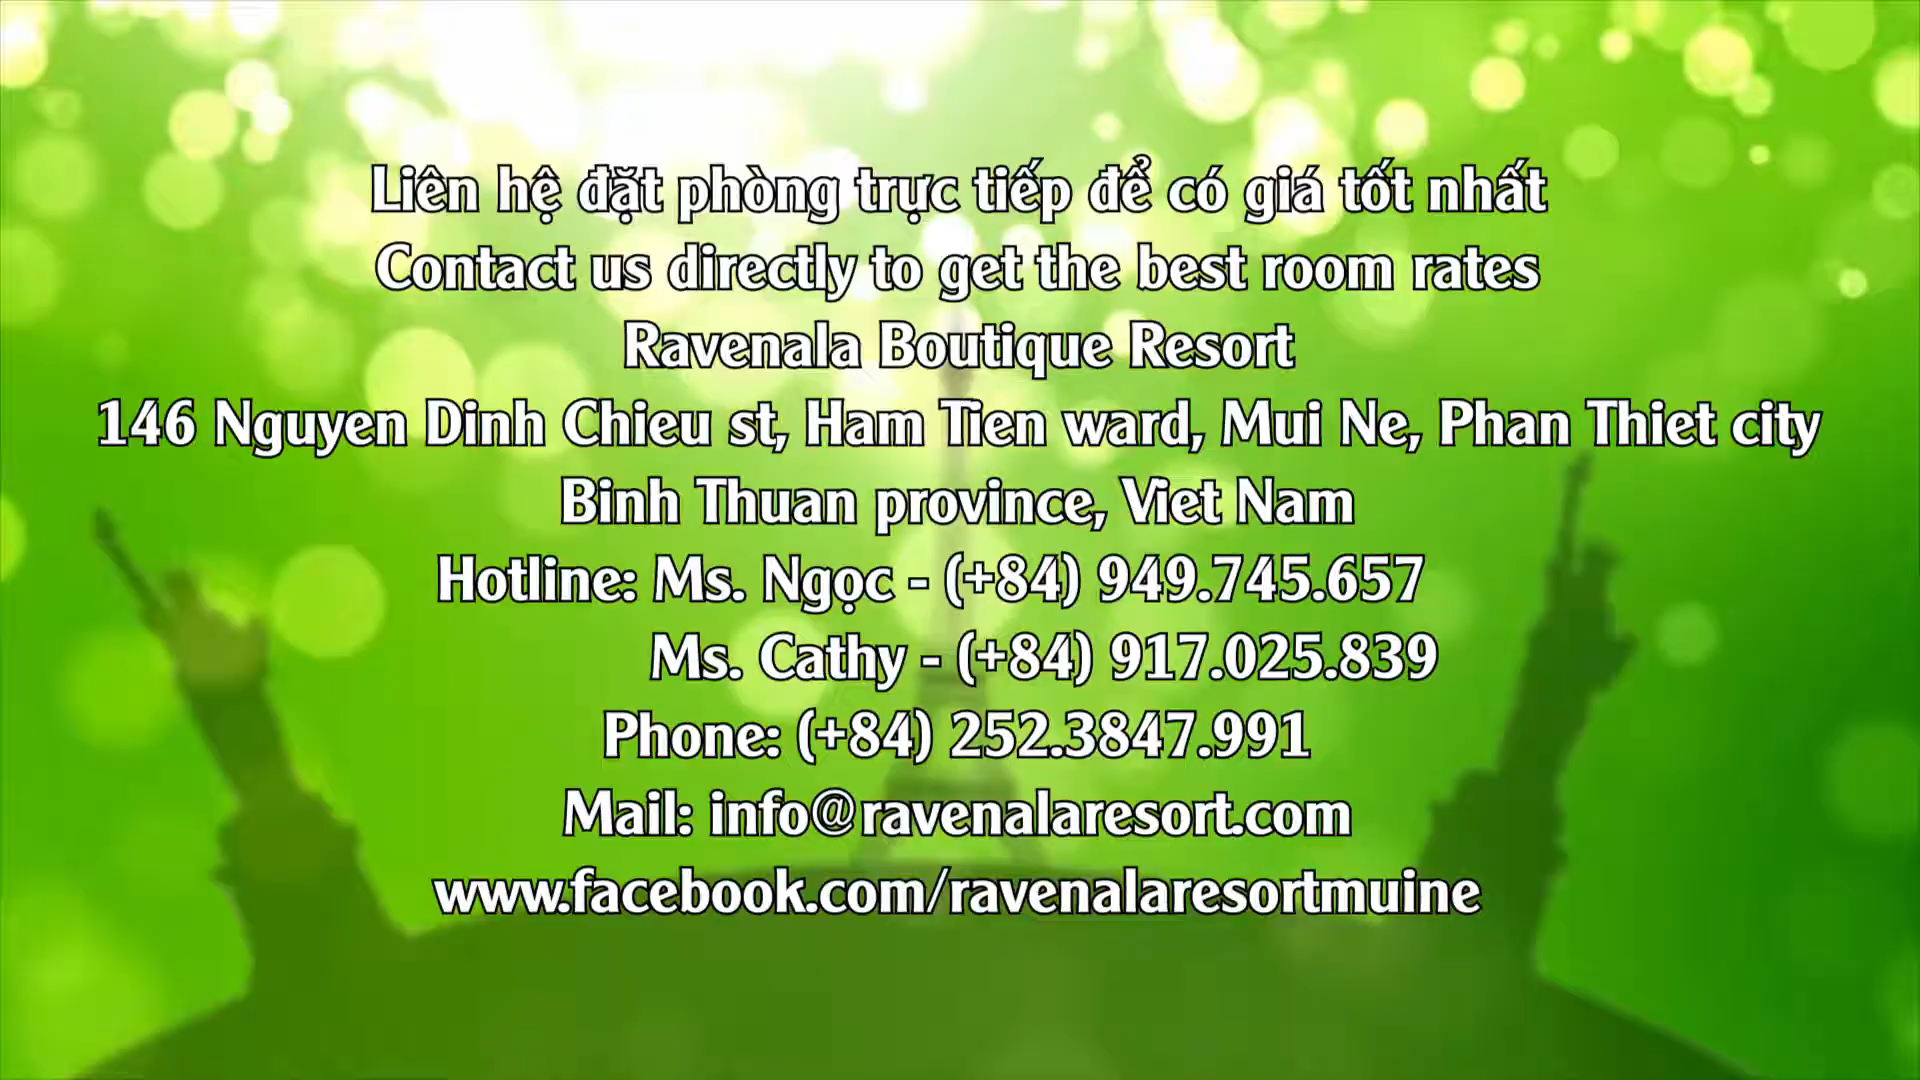 Liên hệ đặt phòng trực tiếp để có giá tốt nhất
Contact us directly to get the best room rates
Ravenala Boutique Resort
146 Nguyen Dinh Chieu st, Ham Tien ward, Mui Ne, Phan Thiet city
Binh Thuan province, Viet Nam
Hotline: Ms. Ngọc - (+84) 949.745.657
Ms. Cathy - (+84) 917.025.839
Phone: (+84) 252.3847.991
Mail: info@ravenalaresort.com
www.facebook.com/ravenalaresortmuine